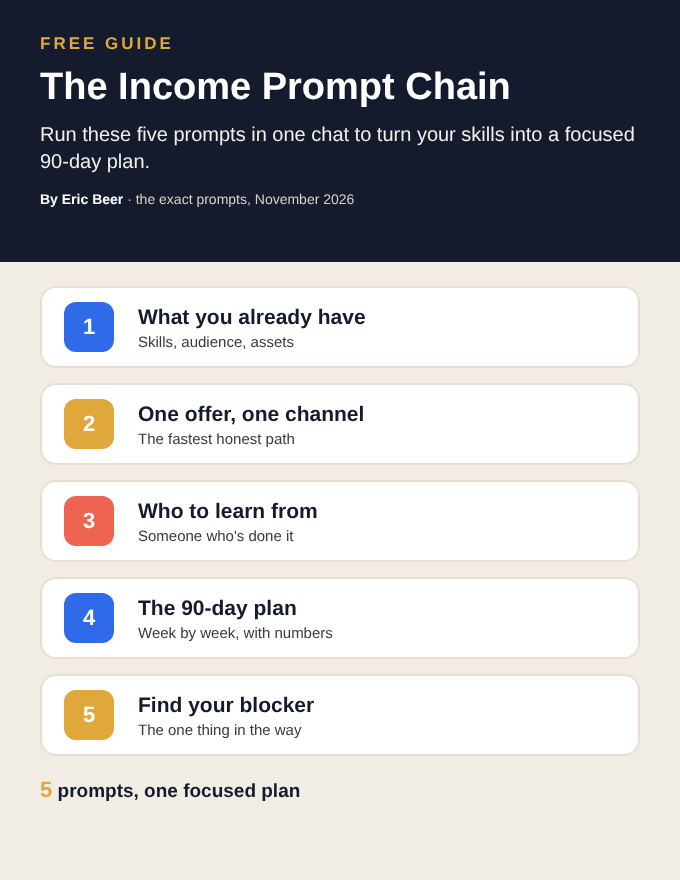 FREE GUIDE
The Income Prompt Chain
Run these five prompts in one chat to turn your skills into a focused
90-day plan.
By Eric Beer · the exact prompts, November 2026
1
What you already have
Skills, audience, assets
2
One offer, one channel
The fastest honest path
3
Who to learn from
Someone who's done it
4
The 90-day plan
Week by week, with numbers
5
Find your blocker
The one thing in the way
5 prompts, one focused plan